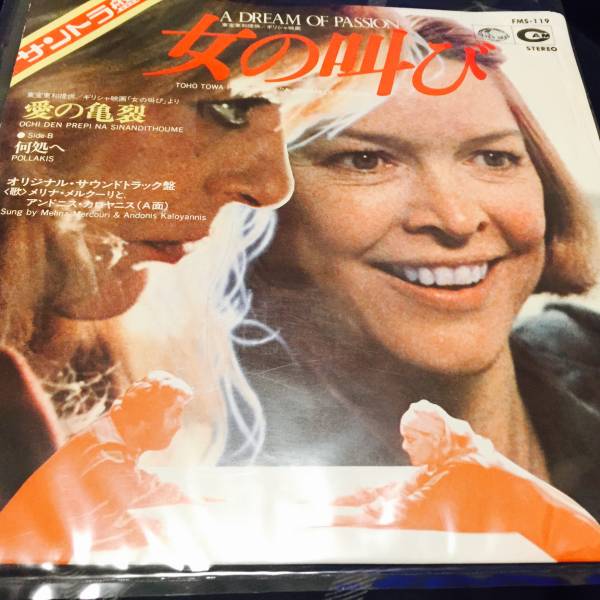 サントラ盤
A DREAM OF PASSION
東宝東和提供／ギリシャ映画
女の叫び
TOHO TOWA
FMS-119
CAM
STEREO
東宝東和提供／ギリシャ映画「女の叫び」より
愛の亀裂
OCHI DEN PREPI NA SINANDITHOUME
●Side-B
何処へ
POLLAKIS
オリジナル・サウンドトラック盤
〈歌〉メリナ・メルクーリと、
アンドニス・カロヤニス（A面）
Sung by Melina Mercouri & Andonis Kaloyannis